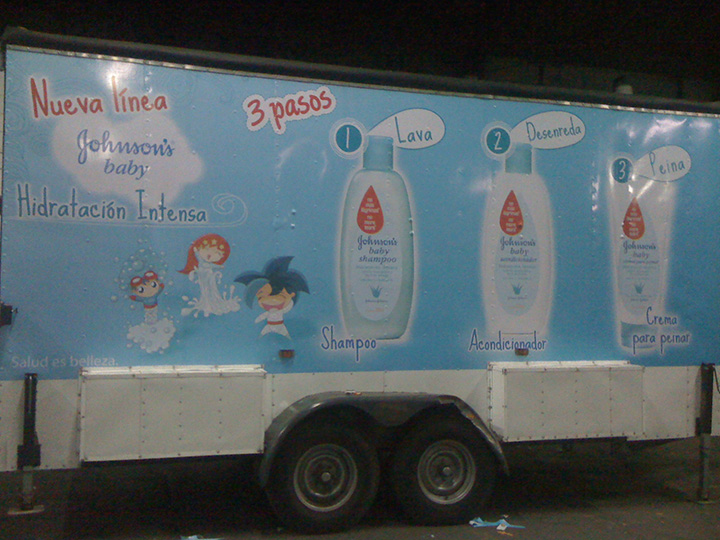 Nueva línea
Johnson's
baby
Hidratación Intensa
3 pasos
1
Lava
2
Desenreda
3
Peina
Johnson's
baby
shampoo
Johnson's
baby
acondicionador
Johnson's
baby
Shampoo
Acondicionador
Crema
para peinar
Salud es belleza.